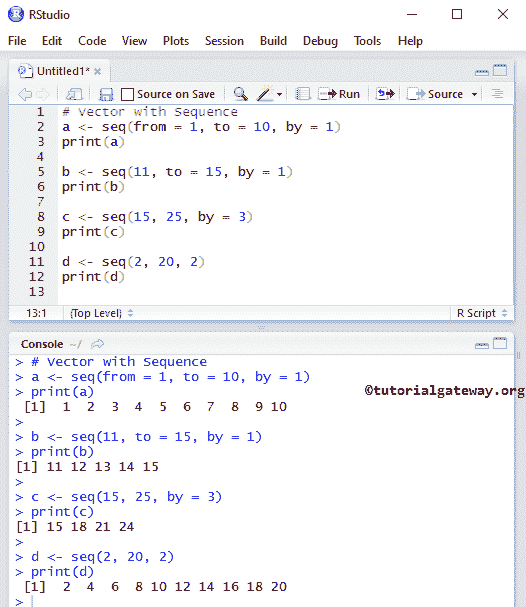 RStudio
File Edit Code View Plots Session Build Debug Tools Help
Untitled1*
Source on Save Run Source
1 # Vector with Sequence
2 a <- seq(from = 1, to = 10, by = 1)
3 print(a)
4
5 b <- seq(11, to = 15, by = 1)
6 print(b)
7
8 c <- seq(15, 25, by = 3)
9 print(c)
10
11 d <- seq(2, 20, 2)
12 print(d)
13
13:1 (Top Level) R Script
Console ~/
> # Vector with Sequence
> a <- seq(from = 1, to = 10, by = 1)
> print(a)
©tutorialgateway.org
[1] 1 2 3 4 5 6 7 8 9 10
>
> b <- seq(11, to = 15, by = 1)
> print(b)
[1] 11 12 13 14 15
>
> c <- seq(15, 25, by = 3)
> print(c)
[1] 15 18 21 24
>
> d <- seq(2, 20, 2)
> print(d)
[1] 2 4 6 8 10 12 14 16 18 20
>